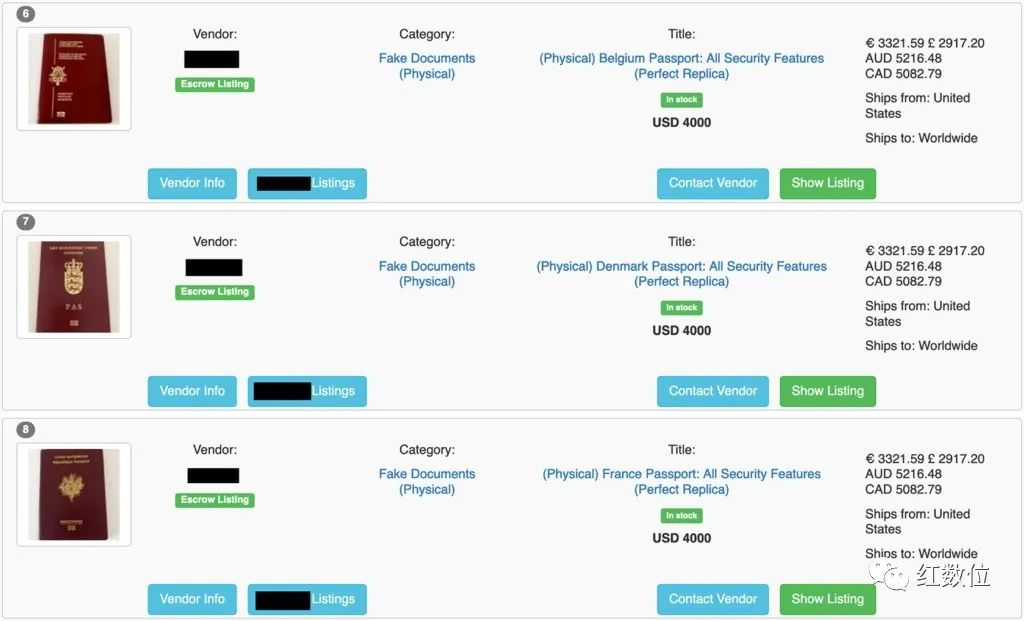 6
Vendor:
Escrow Listing
Category:
Fake Documents
(Physical)
Title:
(Physical) Belgium Passport: All Security Features
(Perfect Replica)
In stock
USD 4000
€ 3321.59 £ 2917.20
AUD 5216.48
CAD 5082.79
Ships from: United
States
Ships to: Worldwide
Vendor Info
Listings
Contact Vendor
Show Listing
7
PAS
Vendor:
Escrow Listing
Category:
Fake Documents
(Physical)
Title:
(Physical) Denmark Passport: All Security Features
(Perfect Replica)
In stock
USD 4000
€ 3321.59 £ 2917.20
AUD 5216.48
CAD 5082.79
Ships from: United
States
Ships to: Worldwide
Vendor Info
Listings
Contact Vendor
Show Listing
8
Vendor:
Escrow Listing
Category:
Fake Documents
(Physical)
Title:
(Physical) France Passport: All Security Features
(Perfect Replica)
In stock
USD 4000
€ 3321.59 £ 2917.20
AUD 5216.48
CAD 5082.79
Ships from: United
States
Ships to: Worldwide
Vendor Info
Listings
Contact Vendor
Show Listing
红数位